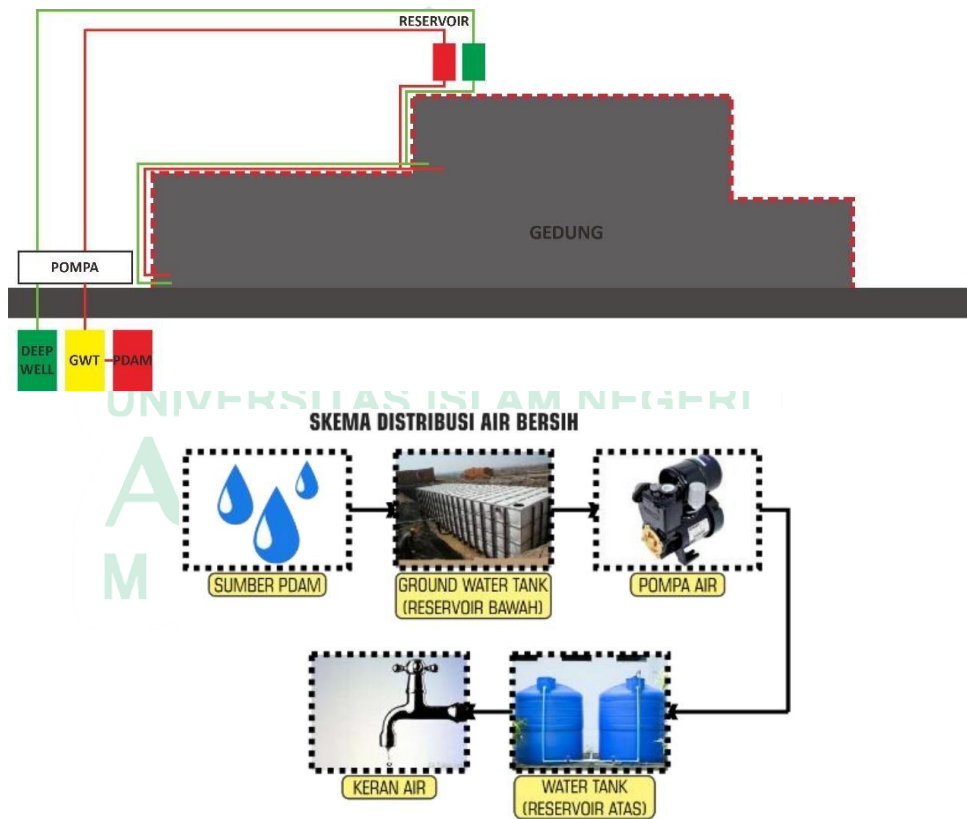 RESERVOIR
GEDUNG
POMPA
DEEP
WELL
GWT
PDAM
UNIVERSITAS ISLAM NEGERI
SKEMA DISTRIBUSI AIR BERSIH
A
M
SUMBER PDAM
GROUND WATER TANK
(RESERVOIR BAWAH)
POMPA AIR
KERAN AIR
WATER TANK
(RESERVOIR ATAS)